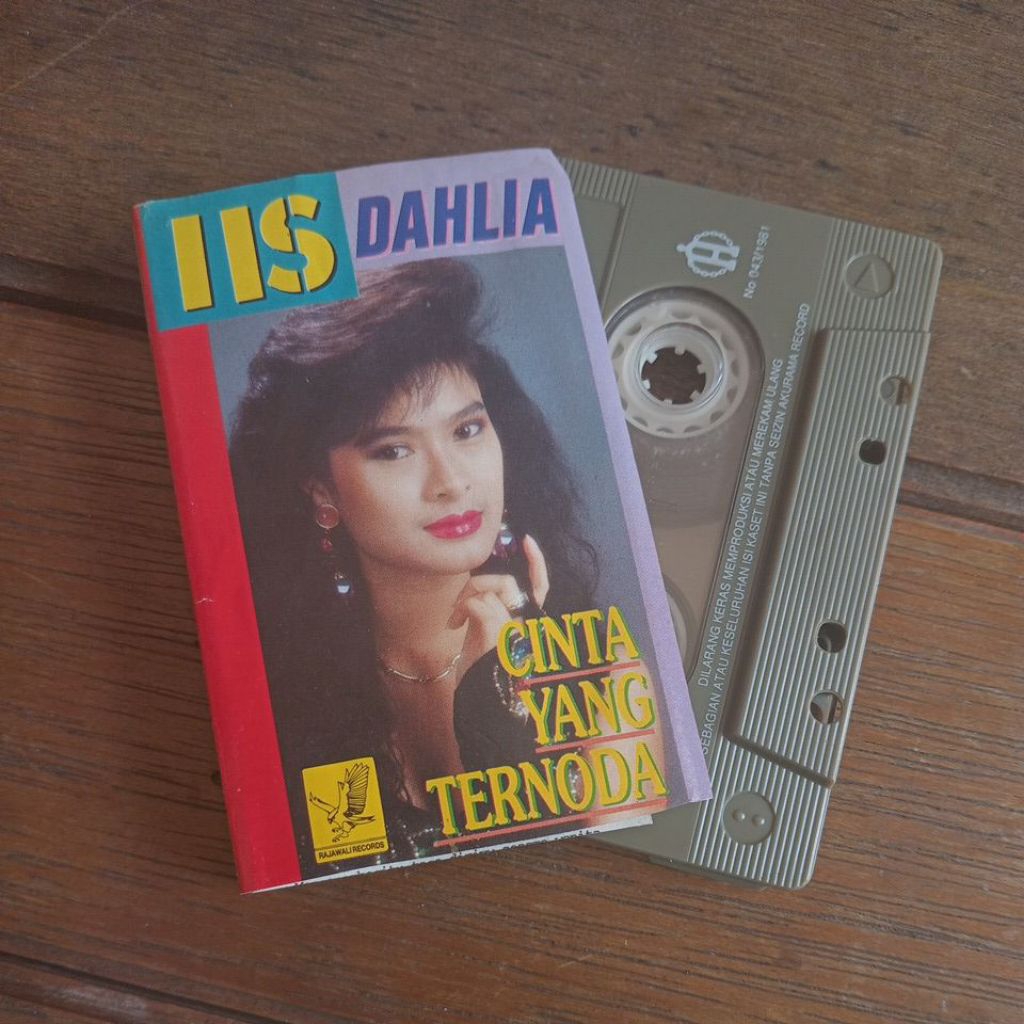 IIS DAHLIA
CINTA
YANG
TERNODA
RAJAWALI RECORDS
H
No 043/1981
DILARANG KERAS MEMPRODUKSI ATAU MEREKAM ULANG
SEBAGIAN ATAU KESELURUHAN ISI KASET INI TANPA SEIZIN AKURAMA RECORD